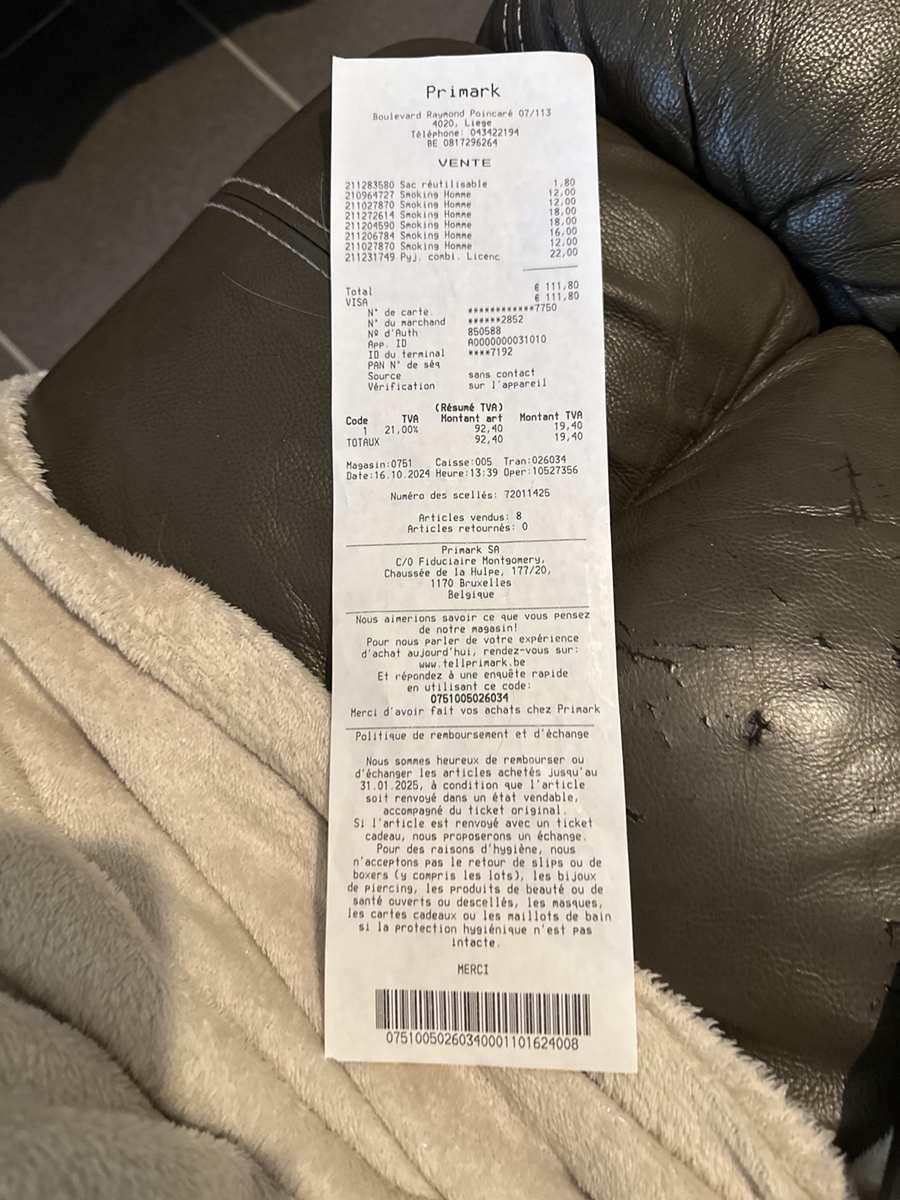 Primark
Boulevard Raymond Poincaré 07/113
4020, Liege
Téléphone: 043422194
BE 0817296264
VENTE
211283580 Sac réutilisable 1,80
210964727 Smoking Homme 12,00
211027870 Smoking Homme 12,00
211272614 Smoking Homme 18,00
211204590 Smoking Homme 18,00
211206784 Smoking Homme 16,00
211027870 Smoking Homme 12,00
211231749 Pyj. combi. Licenc 22,00
Total € 111,80
VISA € 111,80
N° de carte. ************7750
N° du marchand ******2852
Nº d'Auth 850588
App. ID A0000000031010
ID du terminal ****7192
PAN N° de séq
Source sans contact
Vérification sur l'appareil
(Résumé TVA)
Code TVA Montant art Montant TVA
1 21,00% 92,40 19,40
TOTAUX 92,40 19,40
Magasin:0751 Caisse:005 Tran:026034
Date:16.10.2024 Heure:13:39 Oper:10527356
Numéro des scellés: 72011425
Articles vendus: 8
Articles retournés: 0
Primark SA
C/O Fiduciaire Montgomery,
Chaussée de la Hulpe, 177/20,
1170 Bruxelles
Belgique
Nous aimerions savoir ce que vous pensez
de notre magasin!
Pour nous parler de votre expérience
d'achat aujourd'hui, rendez-vous sur:
www.tellprimark.be
Et répondez à une enquête rapide
en utilisant ce code:
0751005026034
Merci d'avoir fait vos achats chez Primark
Politique de remboursement et d'échange
Nous sommes heureux de rembourser ou
d'échanger les articles achetés jusqu'au
31.01.2025, à condition que l'article
soit renvoyé dans un état vendable,
accompagné du ticket original.
Si l'article est renvoyé avec un ticket
cadeau, nous proposerons un échange.
Pour des raisons d'hygiène, nous
n'acceptons pas le retour de slips ou de
boxers (y compris les lots), les bijoux
de piercing, les produits de beauté ou de
santé ouverts ou descellés, les masques,
les cartes cadeaux ou les maillots de bain
si la protection hygiénique n'est pas
intacte.
MERCI
07510050260340001101624008